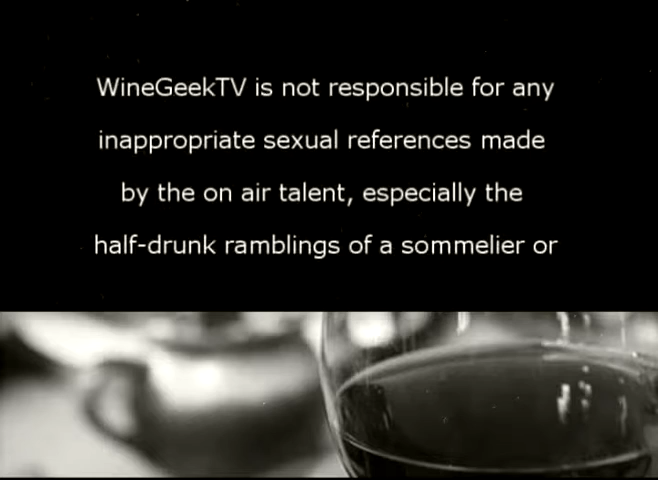 WineGeekTV is not responsible for any
inappropriate sexual references made
by the on air talent, especially the
half-drunk ramblings of a sommelier or